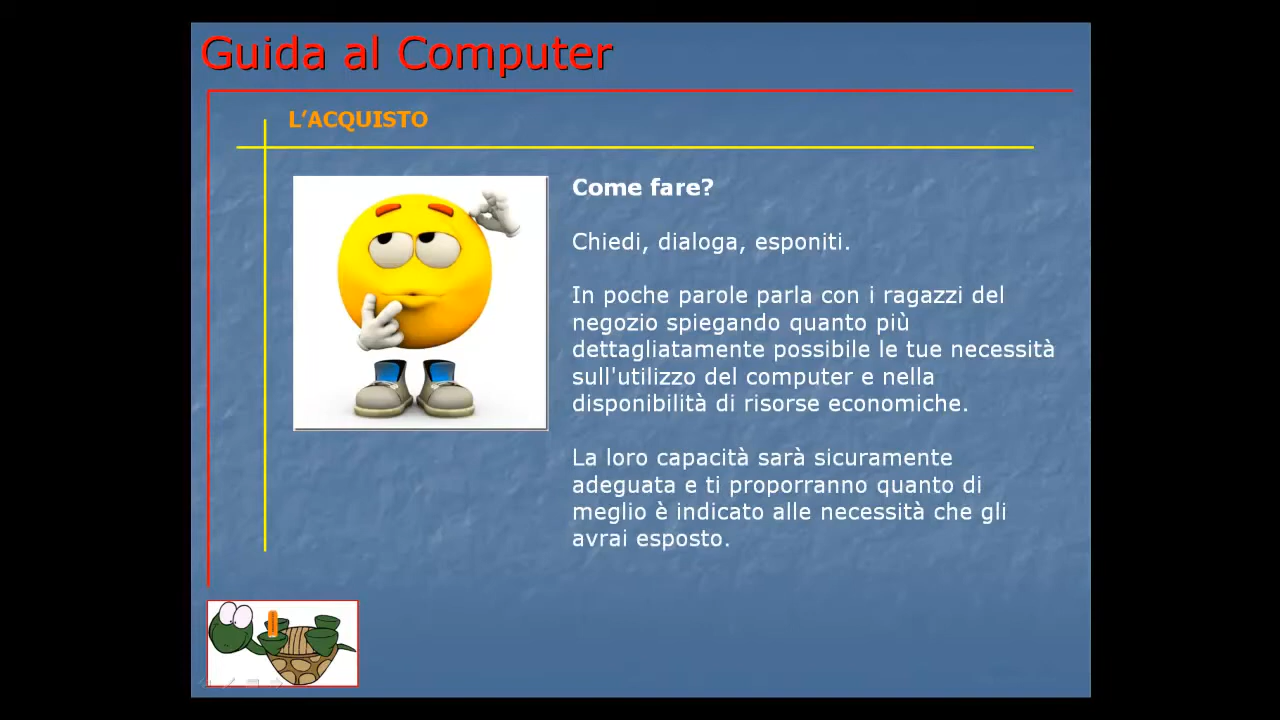 Guida al Computer
L’ACQUISTO
Come fare?
Chiedi, dialoga, esponiti.
In poche parole parla con i ragazzi del
negozio spiegando quanto più
dettagliatamente possibile le tue necessità
sull'utilizzo del computer e nella
disponibilità di risorse economiche.
La loro capacità sarà sicuramente
adeguata e ti proporranno quanto di
meglio è indicato alle necessità che gli
avrai esposto.